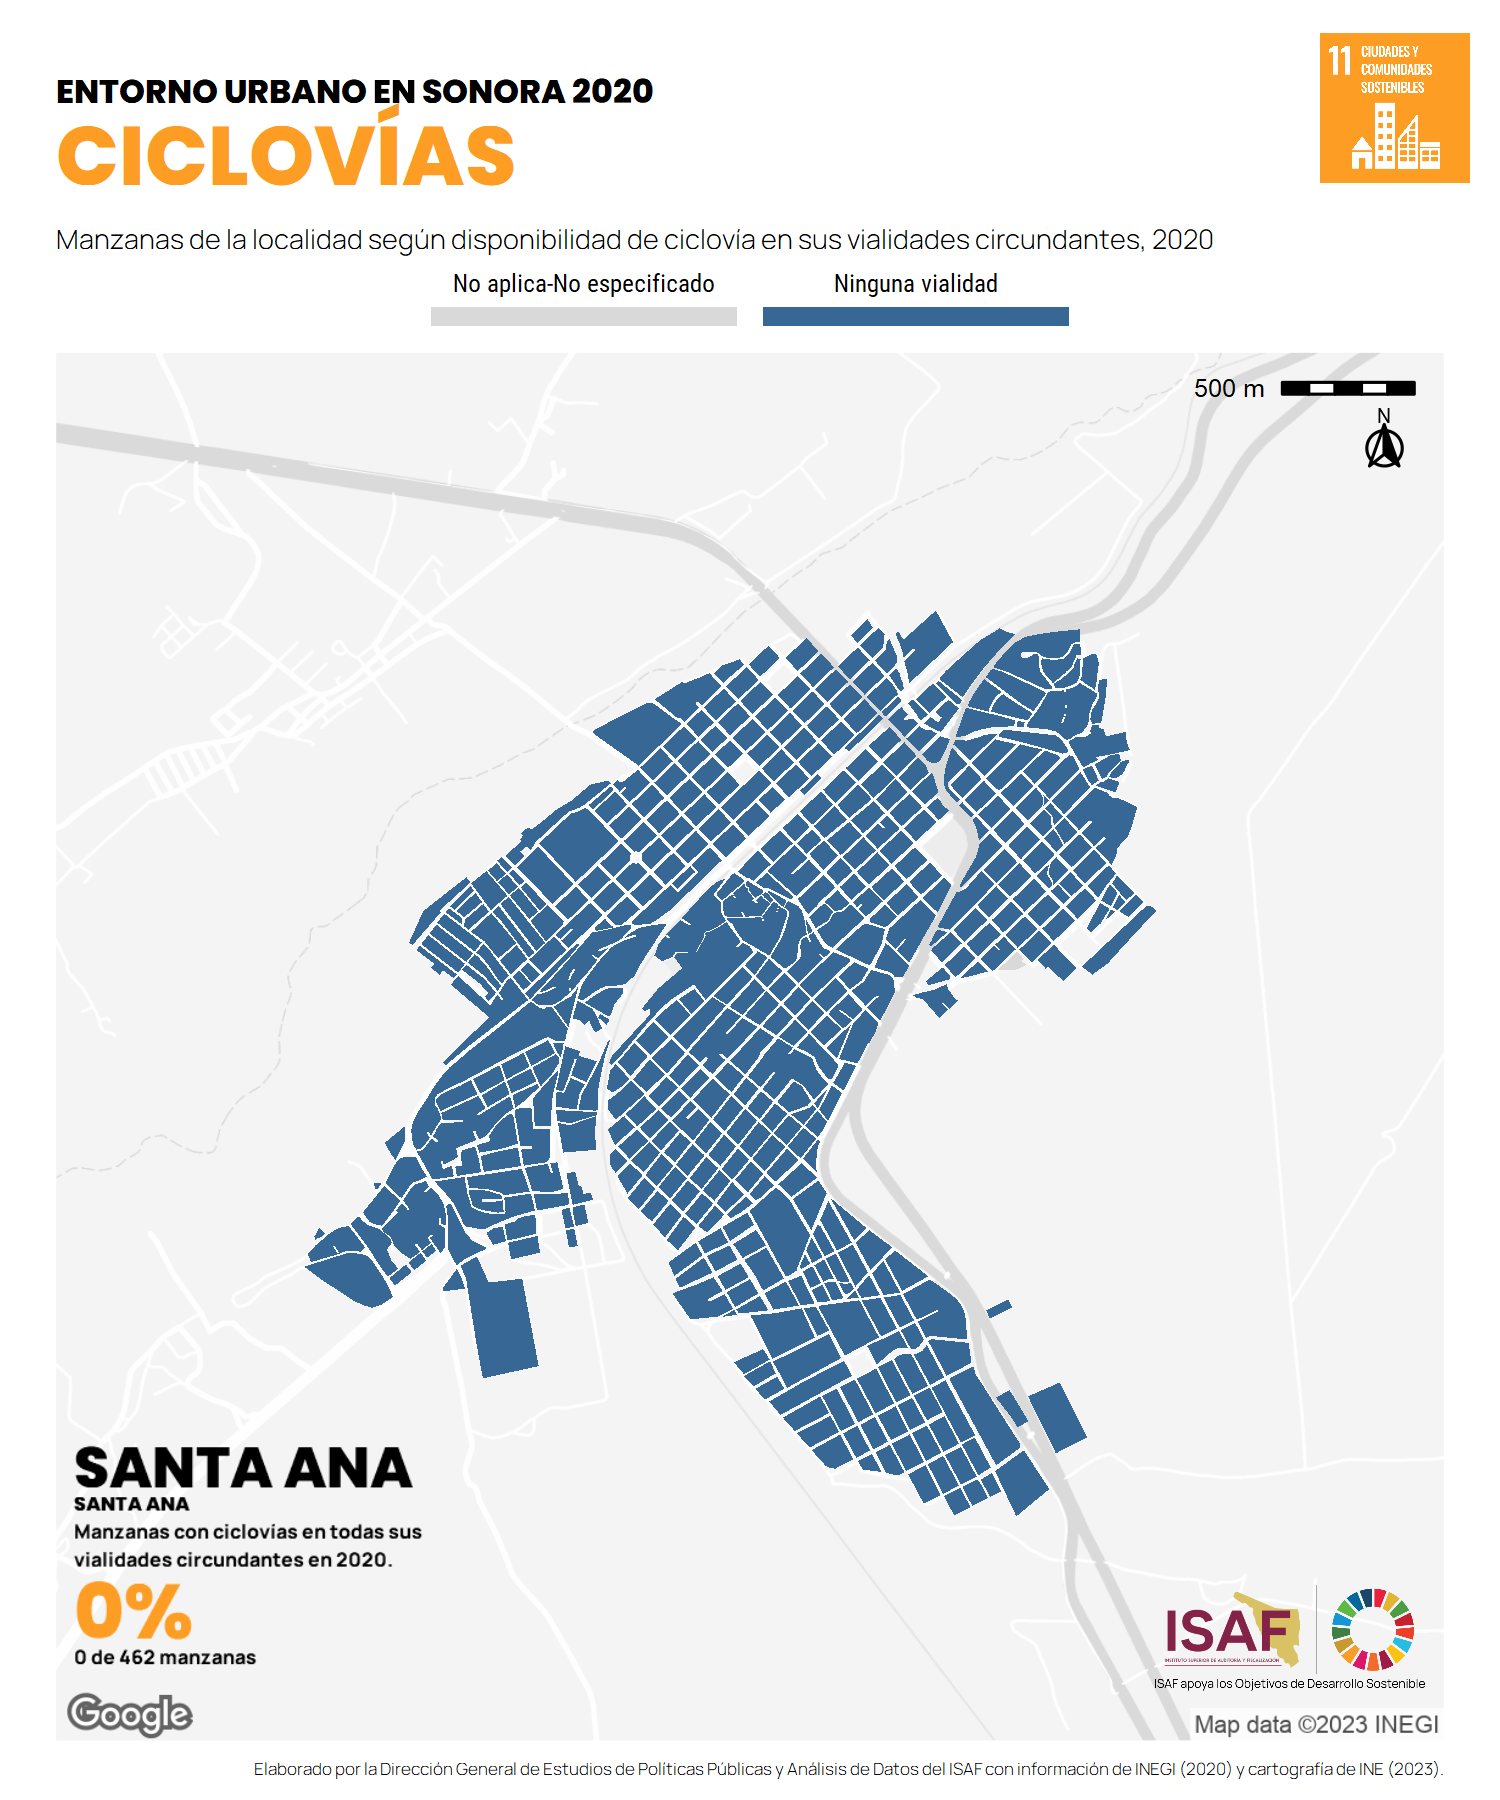 ENTORNO URBANO EN SONORA 2020
CICLOVÍAS
11 CIUDADES Y
COMUNIDADES
SOSTENIBLES
Manzanas de la localidad según disponibilidad de ciclovía en sus vialidades circundantes, 2020
No aplica-No especificado
Ninguna vialidad
500 m
N
SANTA ANA
SANTA ANA
Manzanas con ciclovias en todas sus
vialidades circundantes en 2020.
0%
0 de 462 manzanas
Google
ISAF
INSTITUTO SUPERIOR DE AUDITORÍA Y FISCALIZACIÓN
ISAF apoya los Objetivos de Desarrollo Sostenible
Map data ©2023 INEGI
Elaborado por la Dirección General de Estudios de Políticas Públicas y Análisis de Datos del ISAF con información de INEGI (2020) y cartografía de INE (2023).